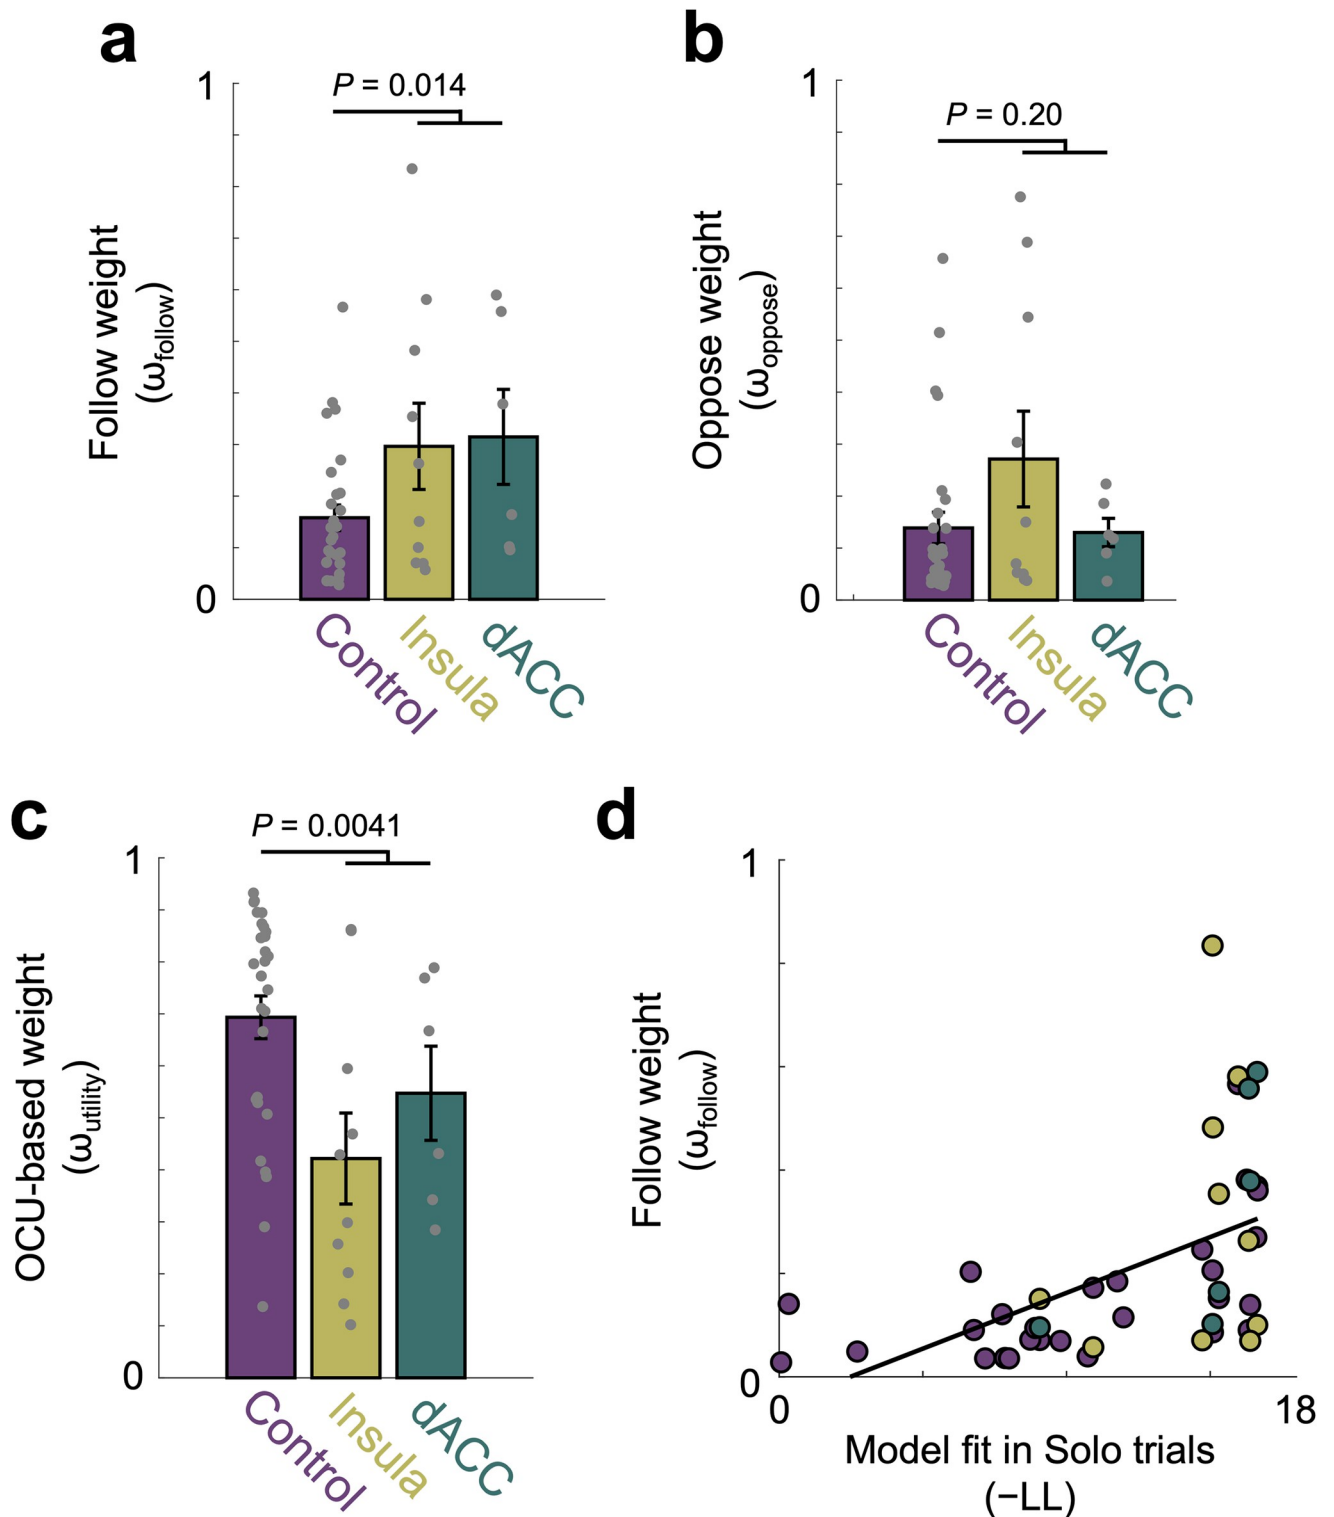 a
P = 0.014
1
0
Follow weight
(ωfollow)
Control
Insula
dACC
b
P = 0.20
1
0
Oppose weight
(ωoppose)
Control
Insula
dACC
c
P = 0.0041
1
0
OCU-based weight
(ωutility)
Control
Insula
dACC
d
1
0
Follow weight
(ωfollow)
0
18
Model fit in Solo trials
(−LL)